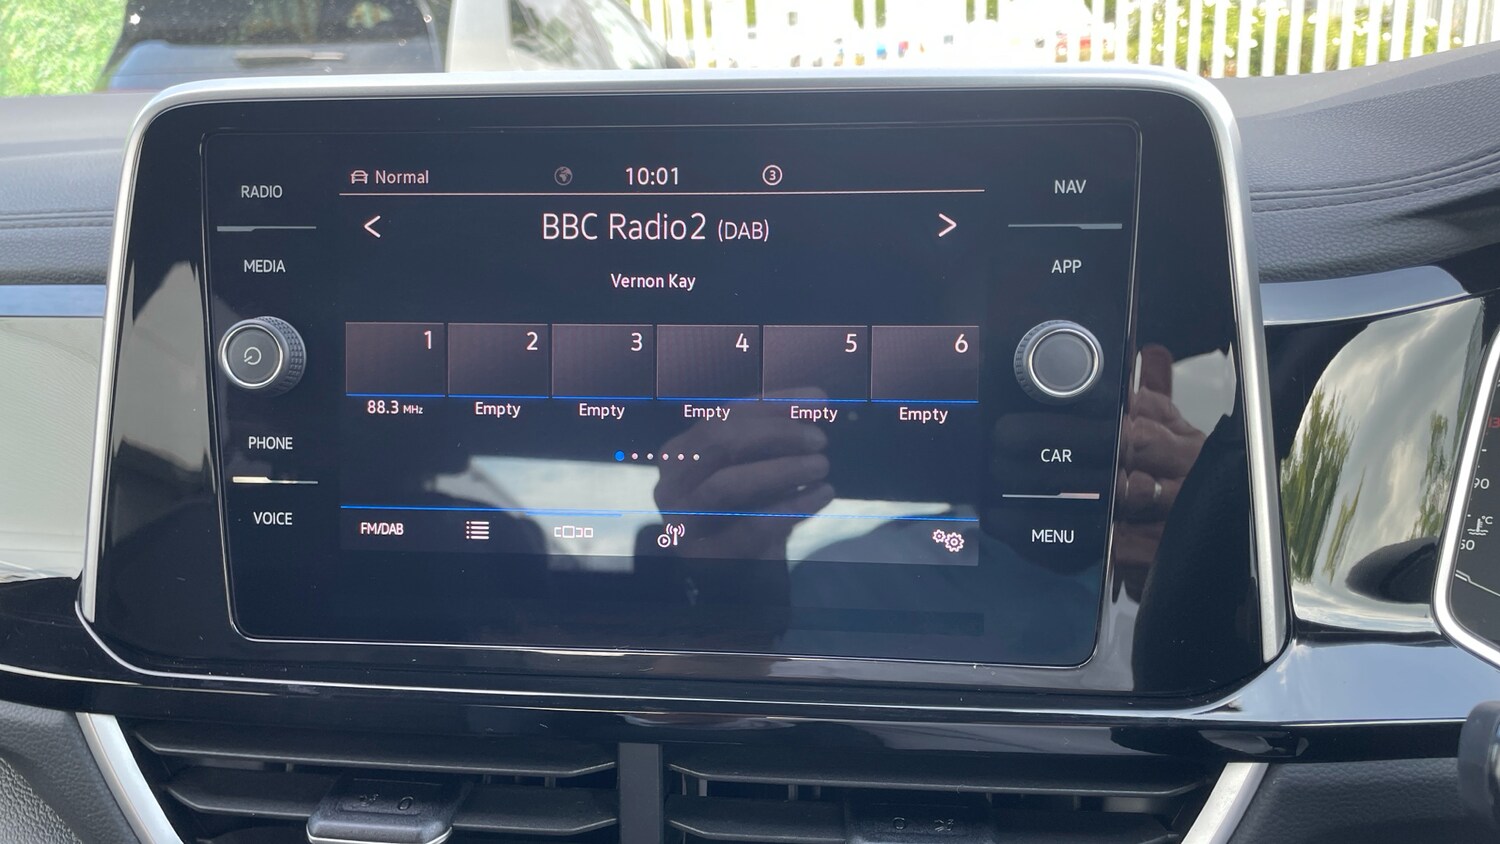 RADIO
MEDIA
PHONE
VOICE
Normal 10:01 3
< BBC Radio2 (DAB) >
Vernon Kay
1 2 3 4 5 6
88.3 MHz Empty Empty Empty Empty Empty
FM/DAB
NAV
APP
CAR
MENU
90
°C